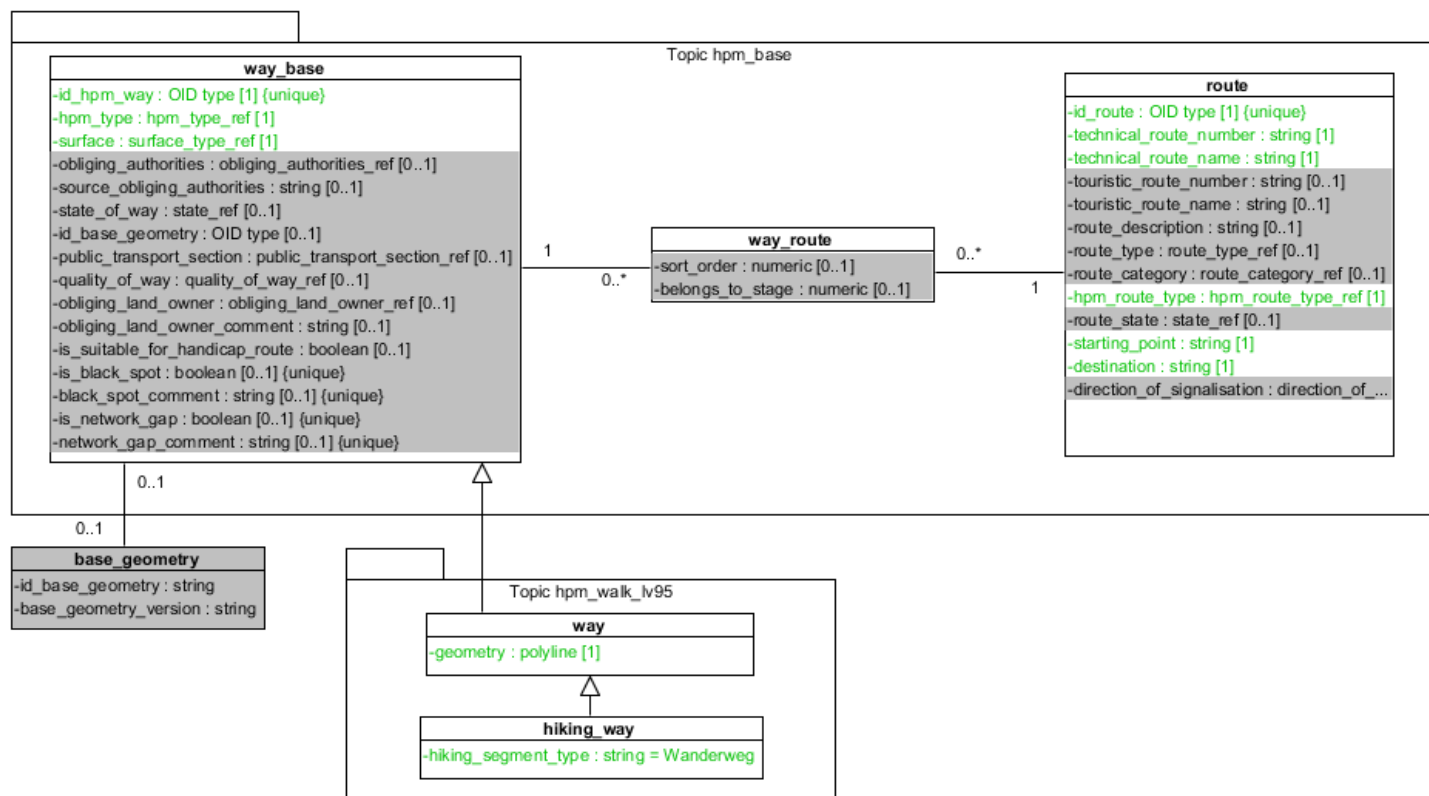 Topic hpm_base
way_base
-id_hpm_way : OID type [1] {unique}
-hpm_type : hpm_type_ref [1]
-surface : surface_type_ref [1]
-obliging_authorities : obliging_authorities_ref [0..1]
-source_obliging_authorities : string [0..1]
-state_of_way : state_ref [0..1]
-id_base_geometry : OID type [0..1]
-public_transport_section : public_transport_section_ref [0..1]
-quality_of_way : quality_of_way_ref [0..1]
-obliging_land_owner : obliging_land_owner_ref [0..1]
-obliging_land_owner_comment : string [0..1]
-is_suitable_for_handicap_route : boolean [0..1]
-is_black_spot : boolean [0..1] {unique}
-black_spot_comment : string [0..1] {unique}
-is_network_gap : boolean [0..1] {unique}
-network_gap_comment : string [0..1] {unique}
1
0..*
way_route
-sort_order : numeric [0..1]
-belongs_to_stage : numeric [0..1]
0..*
1
route
-id_route : OID type [1] {unique}
-technical_route_number : string [1]
-technical_route_name : string [1]
-touristic_route_number : string [0..1]
-touristic_route_name : string [0..1]
-route_description : string [0..1]
-route_type : route_type_ref [0..1]
-route_category : route_category_ref [0..1]
-hpm_route_type : hpm_route_type_ref [1]
-route_state : state_ref [0..1]
-starting_point : string [1]
-destination : string [1]
-direction_of_signalisation : direction_of_...
0..1
0..1
base_geometry
-id_base_geometry : string
-base_geometry_version : string
Topic hpm_walk_lv95
way
-geometry : polyline [1]
hiking_way
-hiking_segment_type : string = Wanderweg